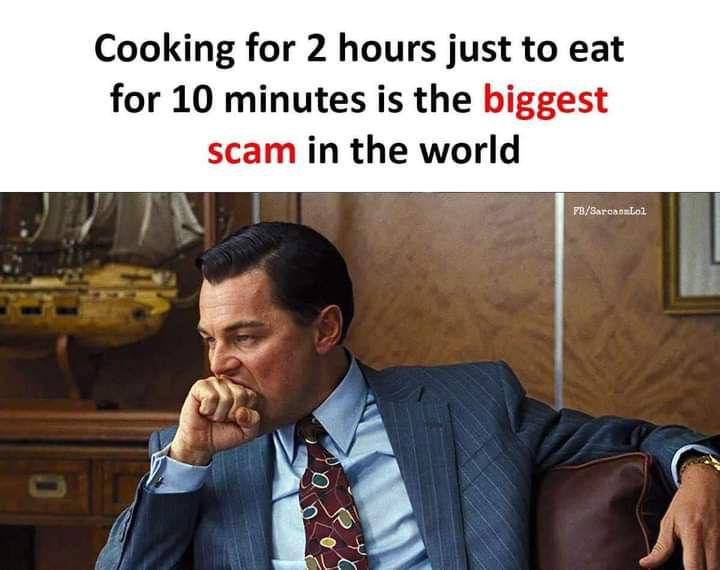 Cooking for 2 hours just to eat
for 10 minutes is the biggest
scam in the world
FB/SarcasmLol